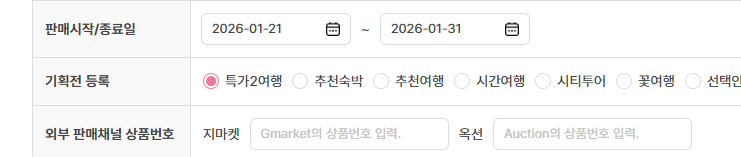 판매시작/종료일 2026-01-21 ~ 2026-01-31
기획전 등록 특가2여행 추천숙박 추천여행 시간여행 시티투어 꽃여행 선택인
외부 판매채널 상품번호 지마켓 Gmarket의 상품번호 입력. 옥션 Auction의 상품번호 입력.